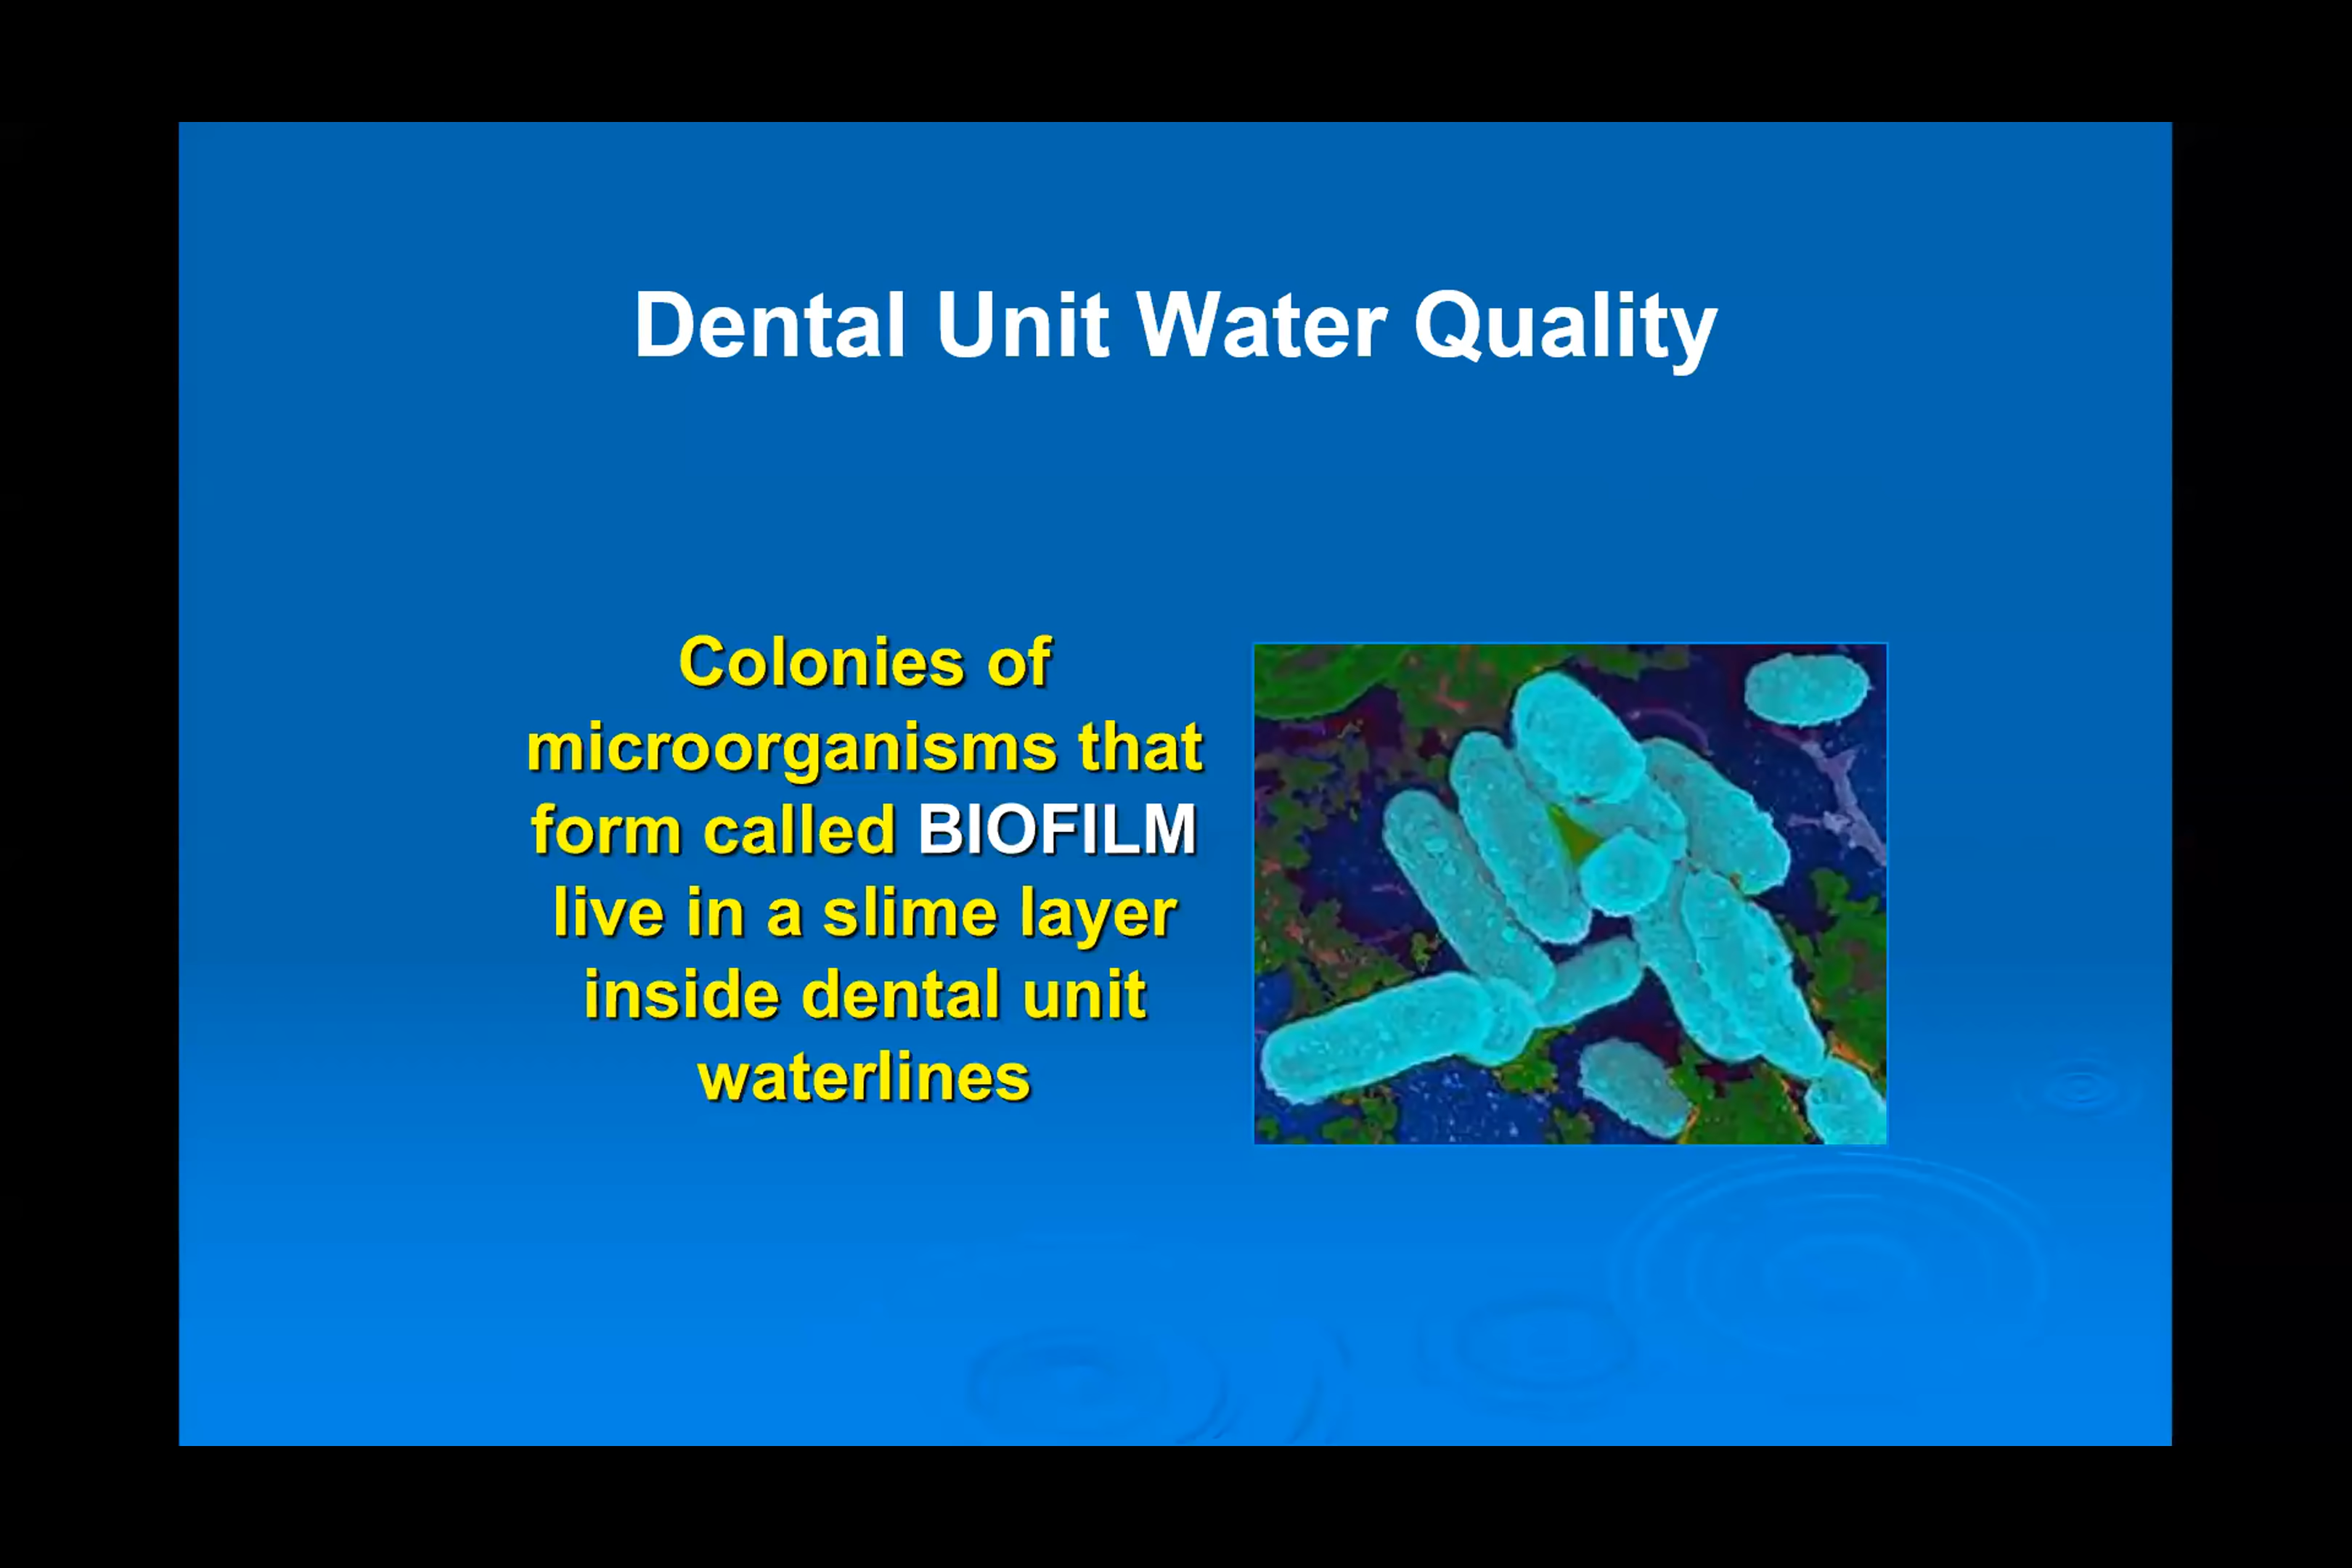 Dental Unit Water Quality
Colonies of
microorganisms that
form called BIOFILM
live in a slime layer
inside dental unit
waterlines